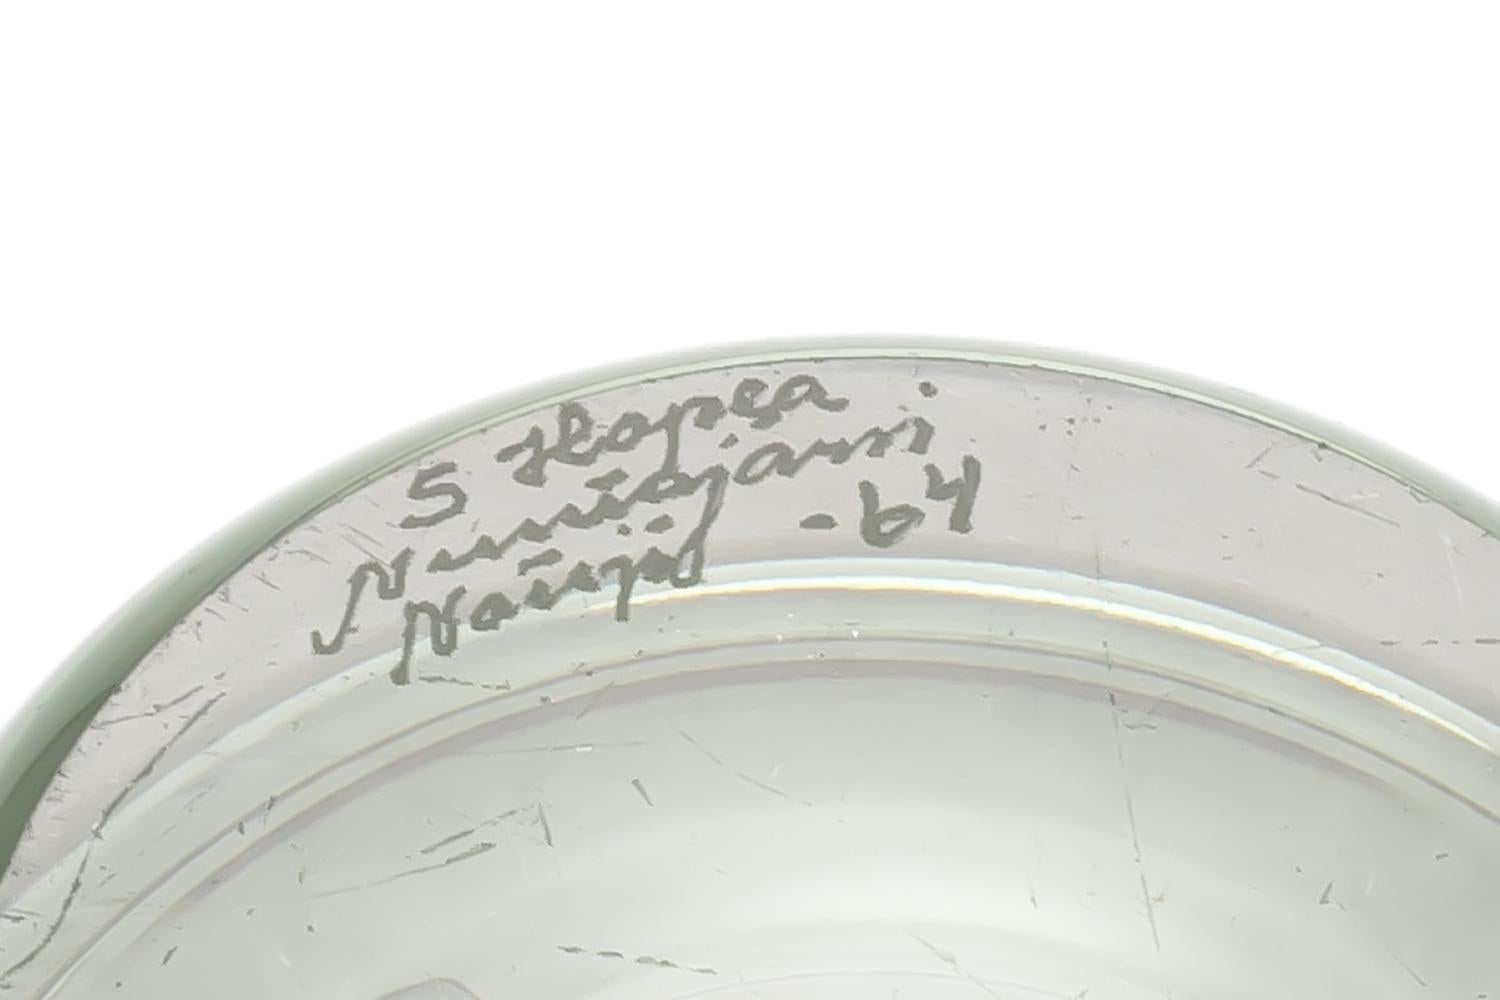 S Hopea
Nuutajärvi
Notsjö -64